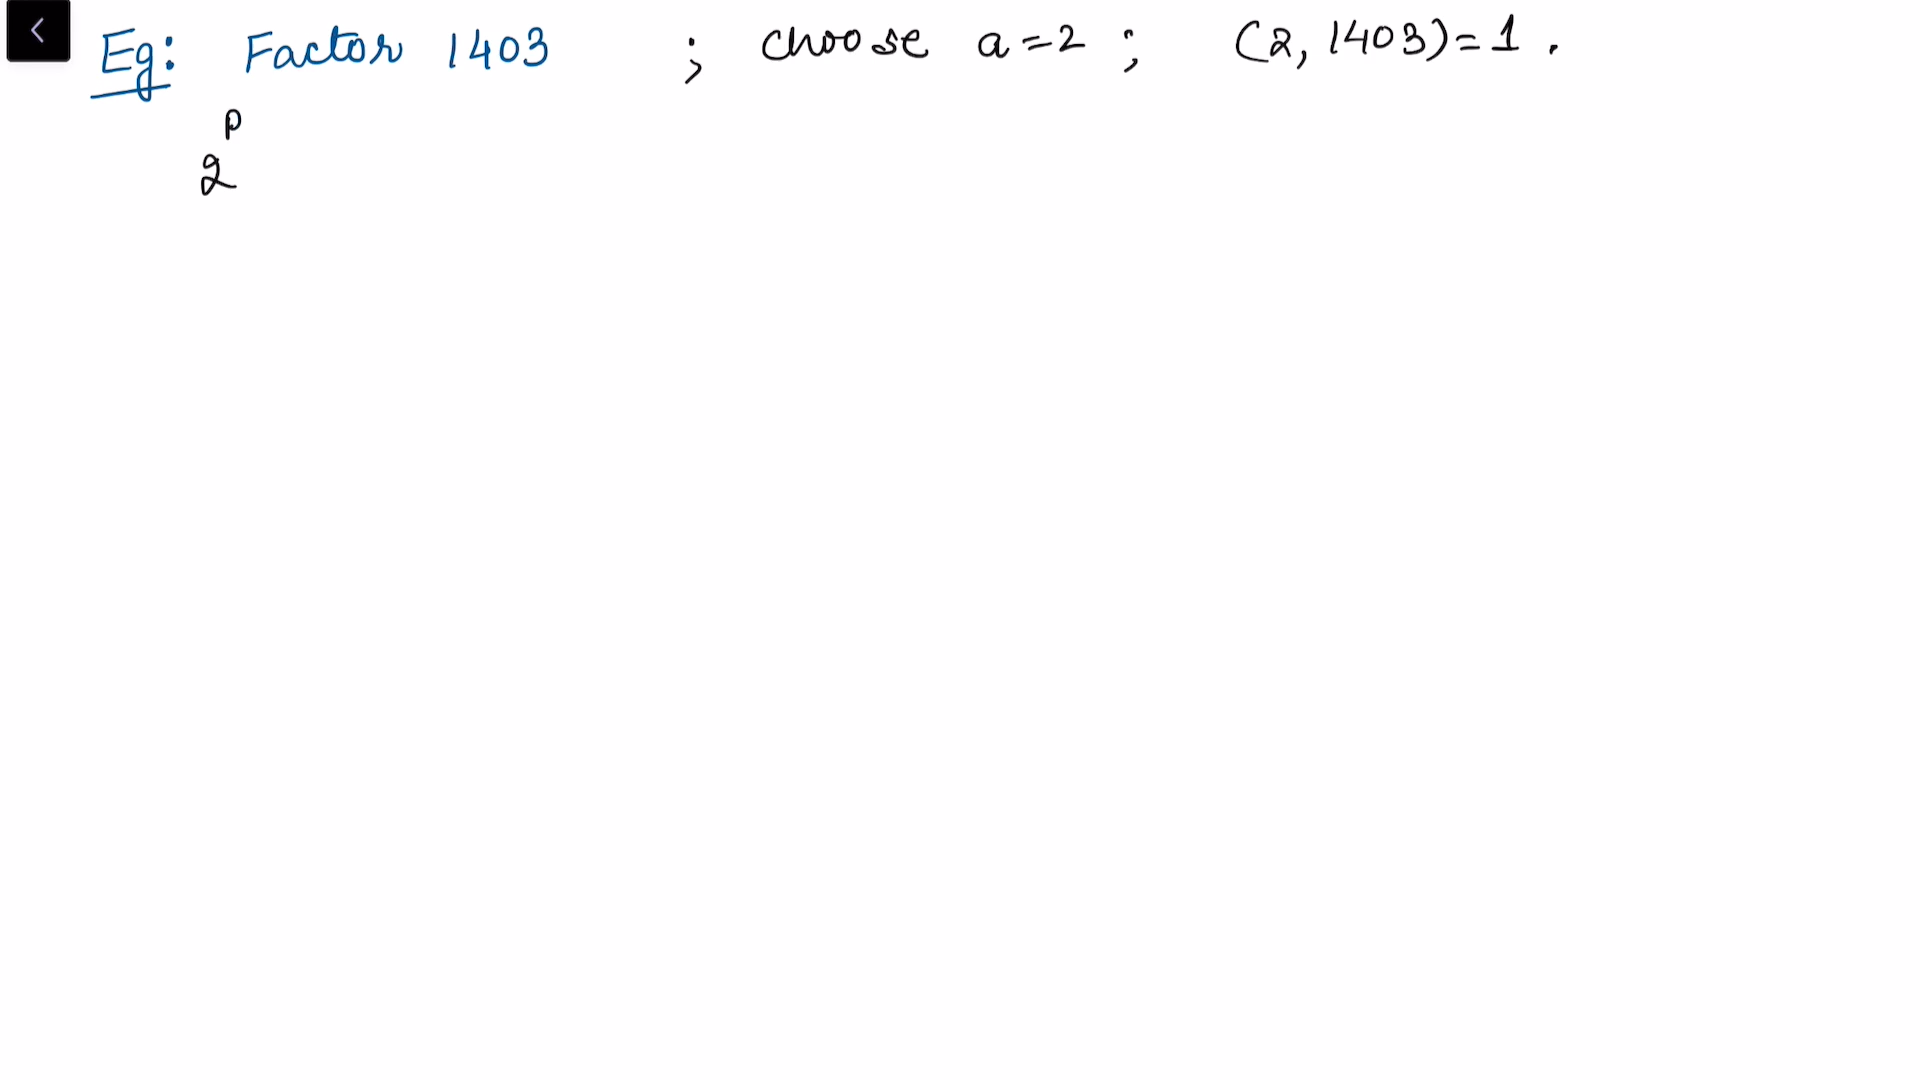 Eg: Factor 1403 ; choose a=2 ; (2, 1403)=1 .
2^p